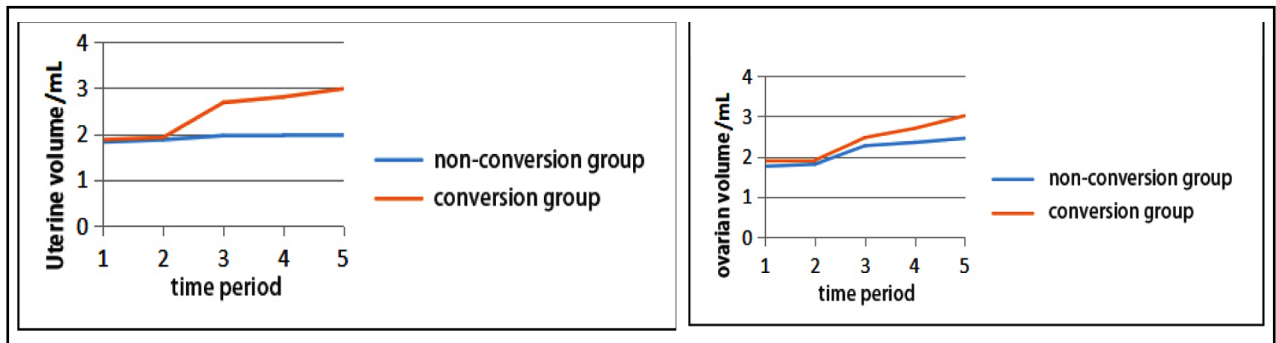 Uterine volume/mL
4
3
2
1
0
1 2 3 4 5
time period
non-conversion group
conversion group
ovarian volume/mL
4
3
2
1
0
1 2 3 4 5
time period
non-conversion group
conversion group